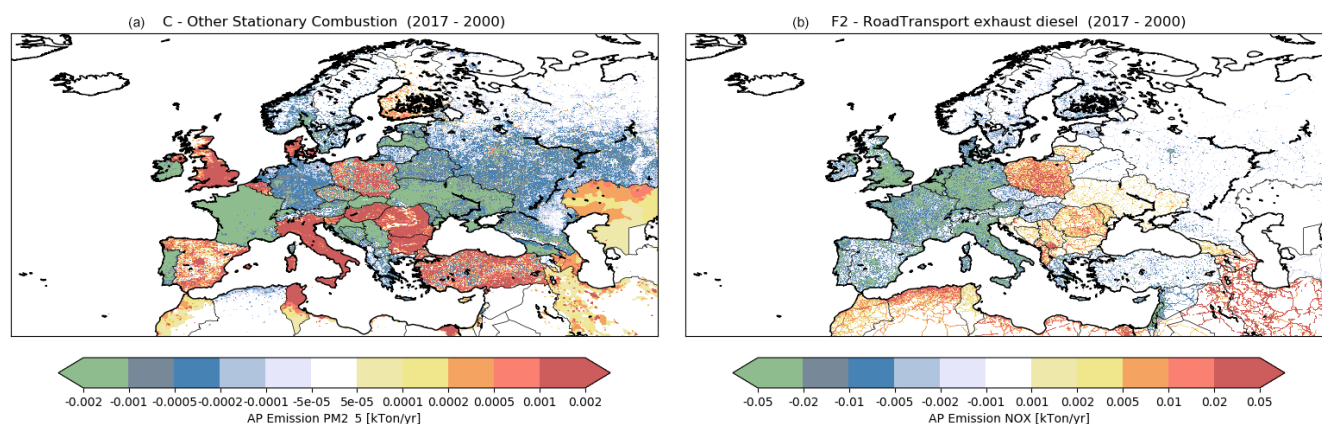 (a) C - Other Stationary Combustion (2017 - 2000)
(b) F2 - RoadTransport exhaust diesel (2017 - 2000)
-0.002 -0.001 -0.0005 -0.0002 -0.0001 -5e-05 5e-05 0.0001 0.0002 0.0005 0.001 0.002
AP Emission PM2_5 [kTon/yr]
-0.05 -0.02 -0.01 -0.005 -0.002 -0.001 0.001 0.002 0.005 0.01 0.02 0.05
AP Emission NOX [kTon/yr]